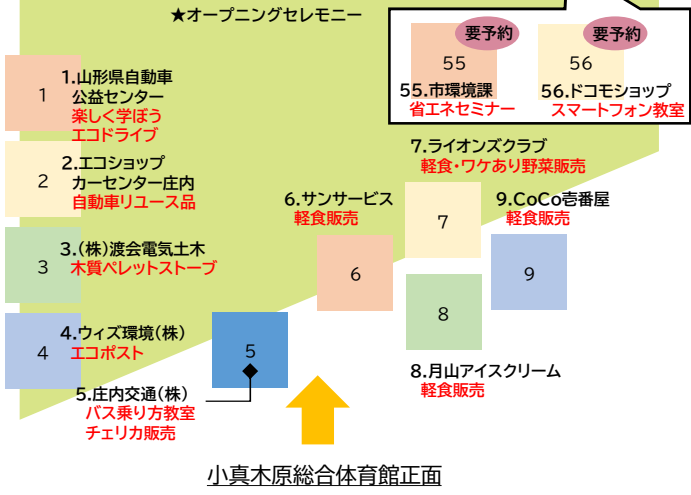 ★オープニングセレモニー
要予約
要予約
55
56
55.市環境課
省エネセミナー
56.ドコモショップ
スマートフォン教室
1
1.山形県自動車
公益センター
楽しく学ぼう
エコドライブ
2
2.エコショップ
カーセンター庄内
自動車リユース品
3
3.(株)渡会電気土木
木質ペレットストーブ
4
4.ウィズ環境(株)
エコポスト
5
5.庄内交通(株)
バス乗り方教室
チェリカ販売
6.サンサービス
軽食販売
6
7.ライオンズクラブ
軽食・ワケあり野菜販売
7
8
8.月山アイスクリーム
軽食販売
9.CoCo壱番屋
軽食販売
9
小真木原総合体育館正面